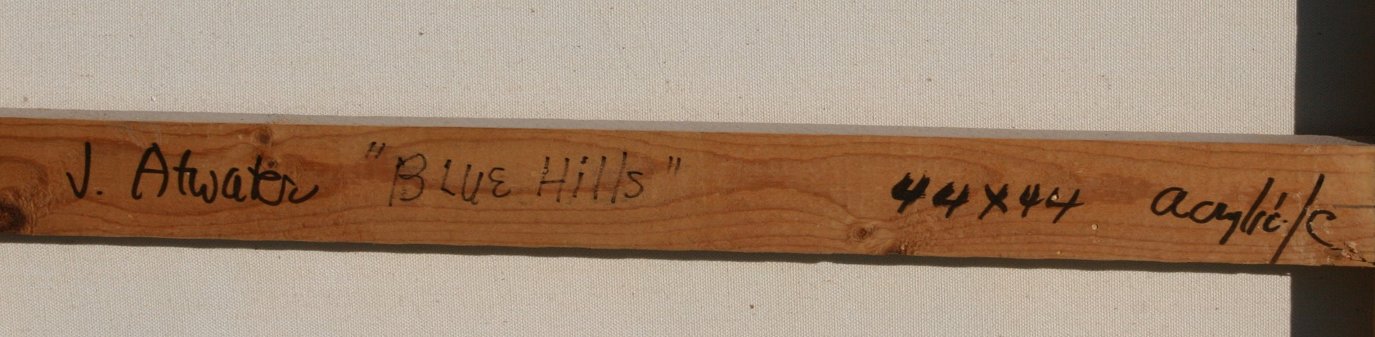 J. Atwater "BLUE Hills" 44x44 acrylic/c